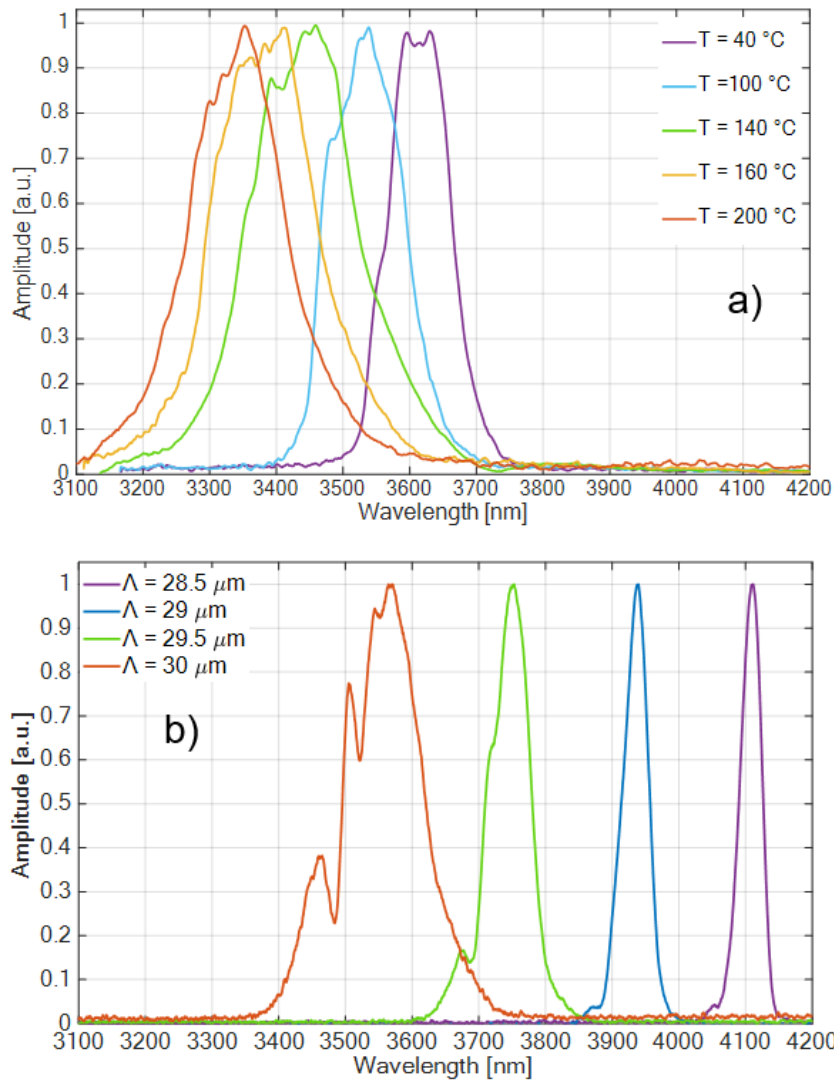 1
0.9
0.8
0.7
0.6
0.5
0.4
0.3
0.2
0.1
0
Amplitude [a.u.]
T = 40 °C
T =100 °C
T = 140 °C
T = 160 °C
T = 200 °C
a)
3100 3200 3300 3400 3500 3600 3700 3800 3900 4000 4100 4200
Wavelength [nm]
Λ = 28.5 μm
Λ = 29 μm
Λ = 29.5 μm
Λ = 30 μm
b)
1
0.9
0.8
0.7
0.6
0.5
0.4
0.3
0.2
0.1
0
Amplitude [a.u.]
3100 3200 3300 3400 3500 3600 3700 3800 3900 4000 4100 4200
Wavelength [nm]